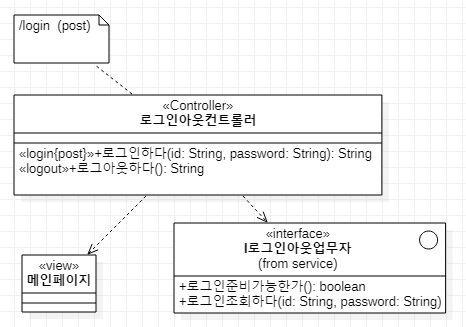 /login  (post)
«Controller»
로그인아웃컨트롤러
«login{post}»+로그인하다(id: String, password: String): String
«logout»+로그아웃하다(): String
«view»
메인페이지
«interface»
I로그인아웃업무자
(from service)
+로그인준비가능한가(): boolean
+로그인조회하다(id: String, password: String)